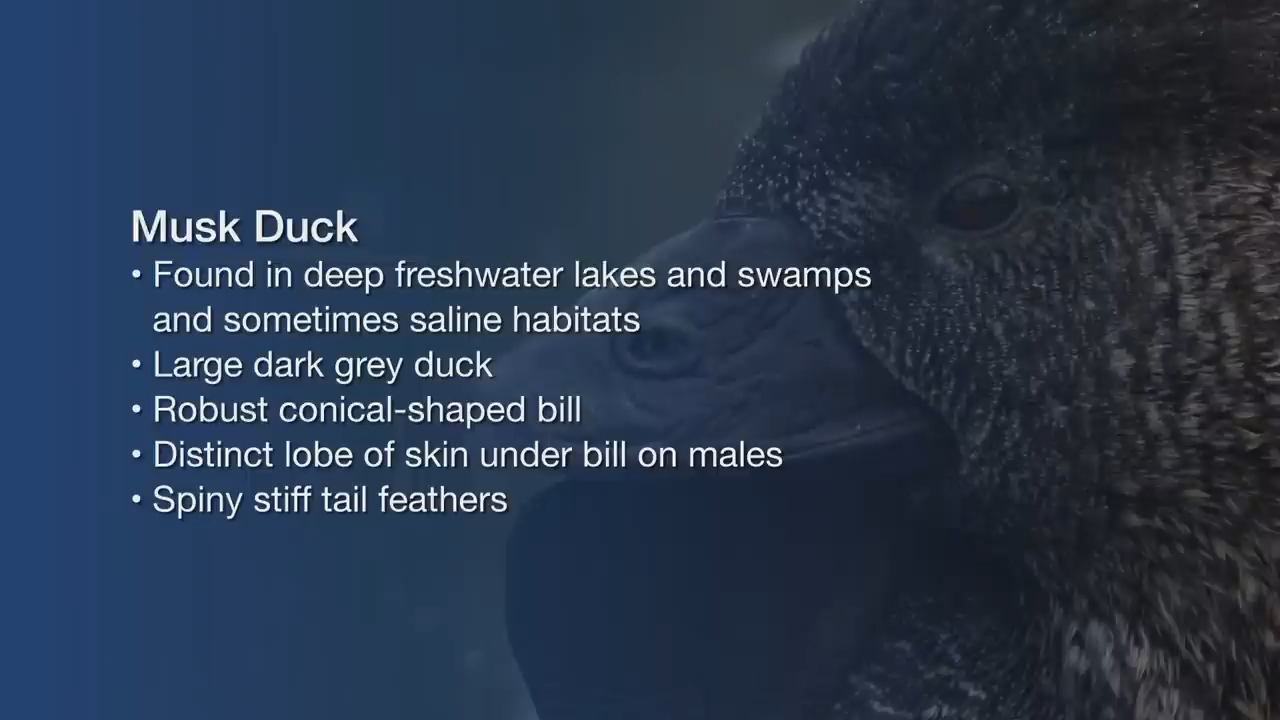 Musk Duck
• Found in deep freshwater lakes and swamps
and sometimes saline habitats
• Large dark grey duck
• Robust conical-shaped bill
• Distinct lobe of skin under bill on males
• Spiny stiff tail feathers